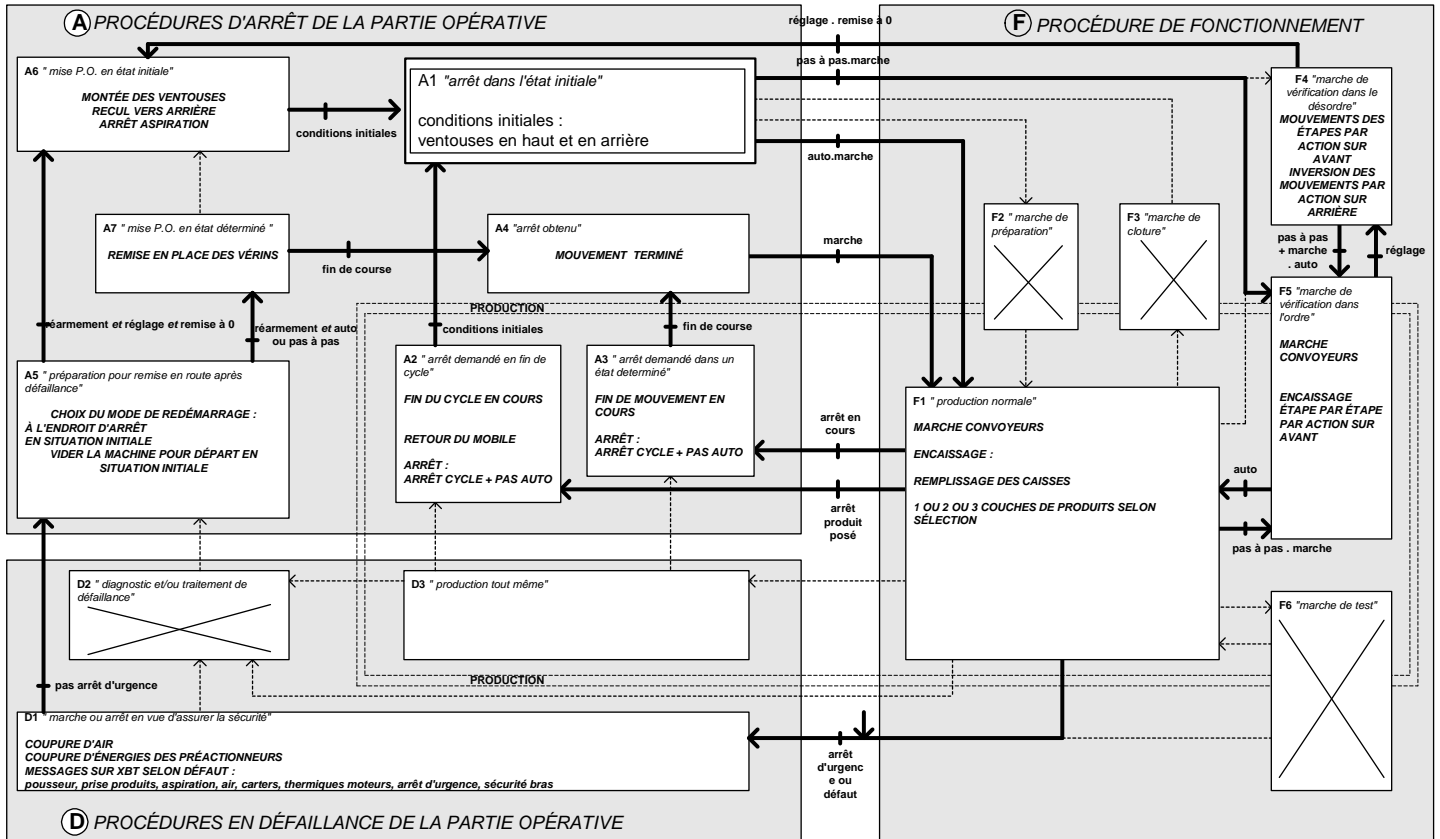 A PROCÉDURES D'ARRÊT DE LA PARTIE OPÉRATIVE
réglage . remise à 0
F PROCÉDURE DE FONCTIONNEMENT
A6 " mise P.O. en état initiale"
MONTÉE DES VENTOUSES
RECUL VERS ARRIÈRE
ARRÊT ASPIRATION
conditions initiales
A1 "arrêt dans l'état initiale"
conditions initiales :
ventouses en haut et en arrière
pas à pas.marche
auto.marche
F4 "marche de
vérification dans le
désordre"
MOUVEMENTS DES
ÉTAPES PAR
ACTION SUR
AVANT
INVERSION DES
MOUVEMENTS PAR
ACTION SUR
ARRIÈRE
A7 " mise P.O. en état déterminé "
REMISE EN PLACE DES VÉRINS
fin de course
A4 "arrêt obtenu"
MOUVEMENT TERMINÉ
marche
F2 " marche de
préparation"
F3 "marche de
cloture"
pas à pas
+ marche
. auto
réglage
PRODUCTION
réarmement et réglage et remise à 0
réarmement et auto
ou pas à pas
conditions initiales
fin de course
F5 "marche de
vérification dans
l'ordre"
MARCHE
CONVOYEURS
ENCAISSAGE
ÉTAPE PAR ÉTAPE
PAR ACTION SUR
AVANT
A5 " préparation pour remise en route après
défaillance"
CHOIX DU MODE DE REDÉMARRAGE :
À L'ENDROIT D'ARRÊT
EN SITUATION INITIALE
VIDER LA MACHINE POUR DÉPART EN
SITUATION INITIALE
A2 " arrêt demandé en fin de
cycle"
FIN DU CYCLE EN COURS
RETOUR DU MOBILE
ARRÊT :
ARRÊT CYCLE + PAS AUTO
A3 " arrêt demandé dans un
état determiné"
FIN DE MOUVEMENT EN
COURS
ARRÊT :
ARRÊT CYCLE + PAS AUTO
arrêt en
cours
arrêt
produit
posé
F1 " production normale"
MARCHE CONVOYEURS
ENCAISSAGE :
REMPLISSAGE DES CAISSES
1 OU 2 OU 3 COUCHES DE PRODUITS SELON
SÉLECTION
auto
pas à pas . marche
D2 " diagnostic et/ou traitement de
défaillance"
D3 "production tout même"
F6 "marche de test"
pas arrêt d'urgence
PRODUCTION
D1 " marche ou arrêt en vue d'assurer la sécurité"
COUPURE D'AIR
COUPURE D'ÉNERGIES DES PRÉACTIONNEURS
MESSAGES SUR XBT SELON DÉFAUT :
pousseur, prise produits, aspiration, air, carters, thermiques moteurs, arrêt d'urgence, sécurité bras
arrêt
d'urgenc
e ou
défaut
D PROCÉDURES EN DÉFAILLANCE DE LA PARTIE OPÉRATIVE